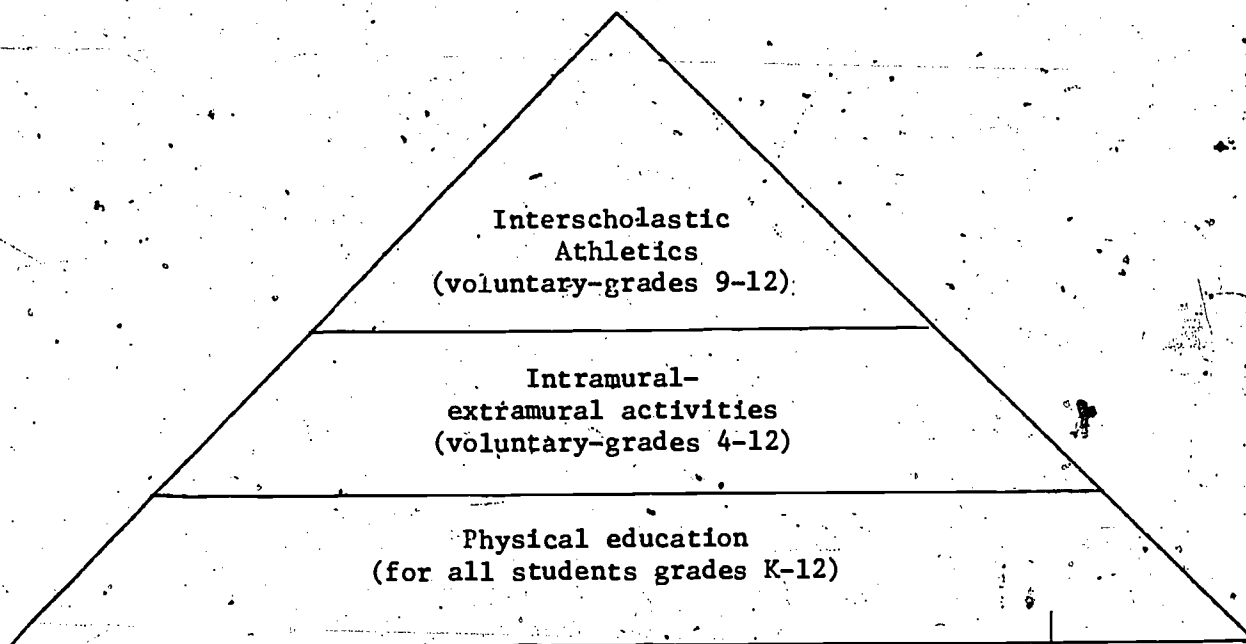 Interscholastic
Athletics
(voluntary-grades 9-12)
Intramural-
extramural activities
(voluntary-grades 4-12)
Physical education
(for all students grades K-12)